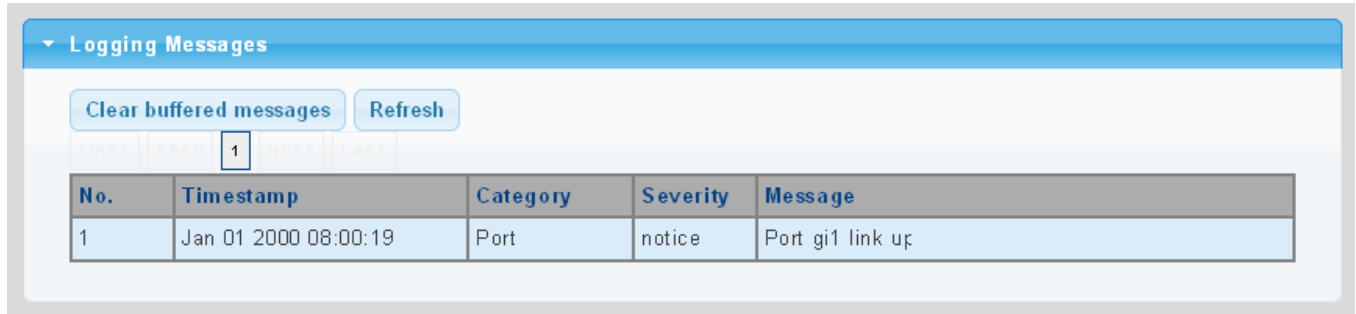 Logging Messages
Clear buffered messages Refresh
FIRST PREV 1 NEXT LAST
No. Timestamp Category Severity Message
1 Jan 01 2000 08:00:19 Port notice Port gi1 link up